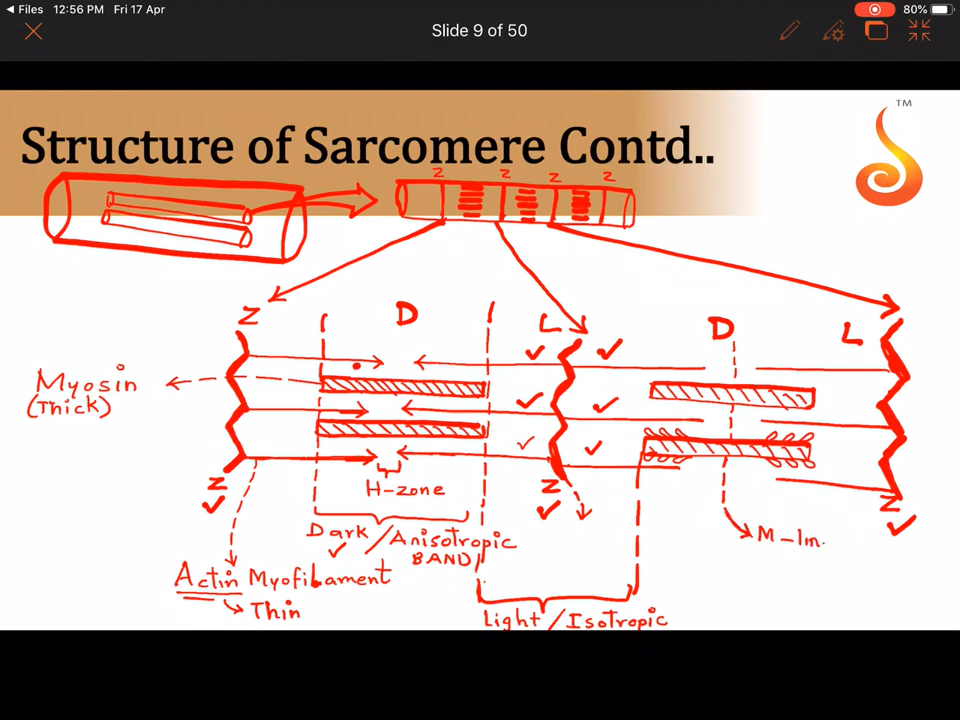 Files 12:56 PM Fri 17 Apr 80%
Slide 9 of 50
TM
Structure of Sarcomere Contd..
Z Z Z Z
Z D L D L
Myosin
(Thick)
H-zone
Z Z Z
Dark/Anisotropic
BAND
M-lm.
Actin Myofilament
Thin
Light/Isotropic